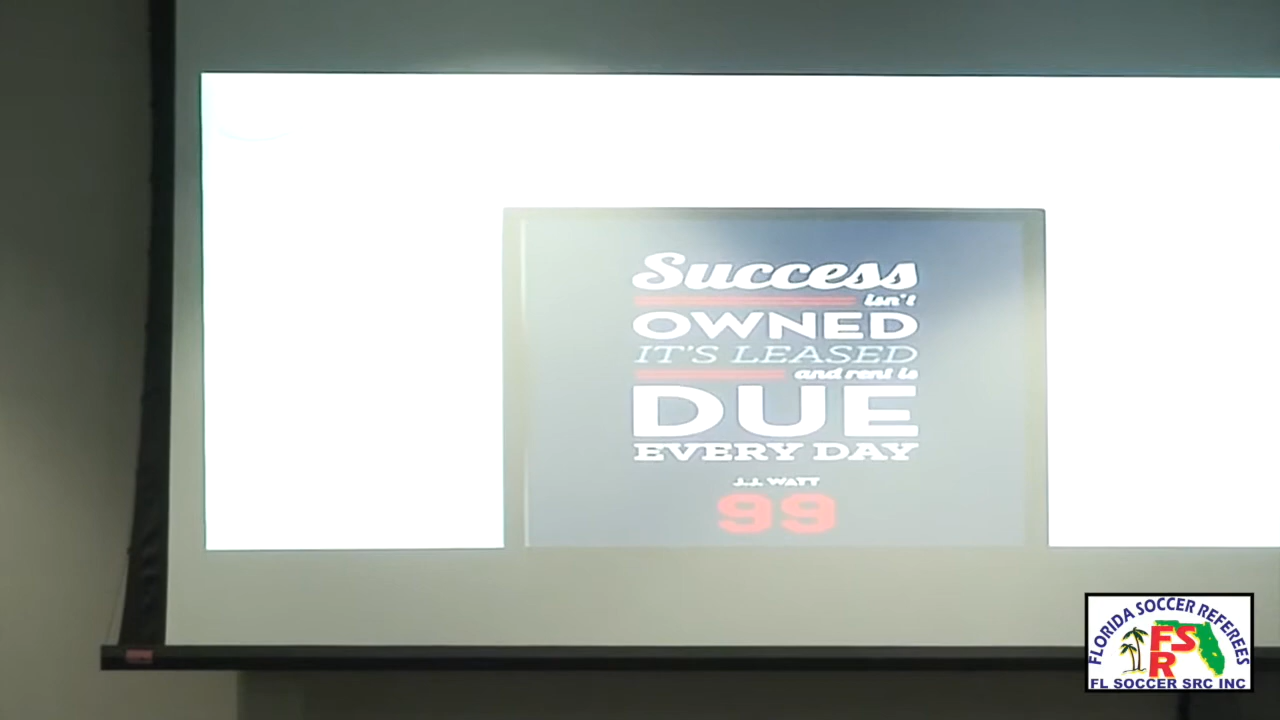 Success
isn't
OWNED
IT'S LEASED
and rent is
DUE
EVERY DAY
J.J. WATT
99
FLORIDA SOCCER REFEREES
FSR
FL SOCCER SRC INC